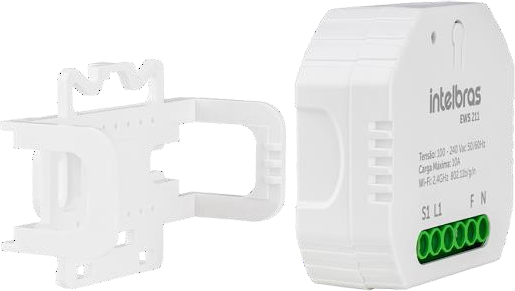 intelbras
EWS 211
Tensão: 100 - 240 Vac 50/60Hz
Carga Máxima: 10A
Wi-Fi: 2,4GHz 802.11b/g/n
S1 L1 F N